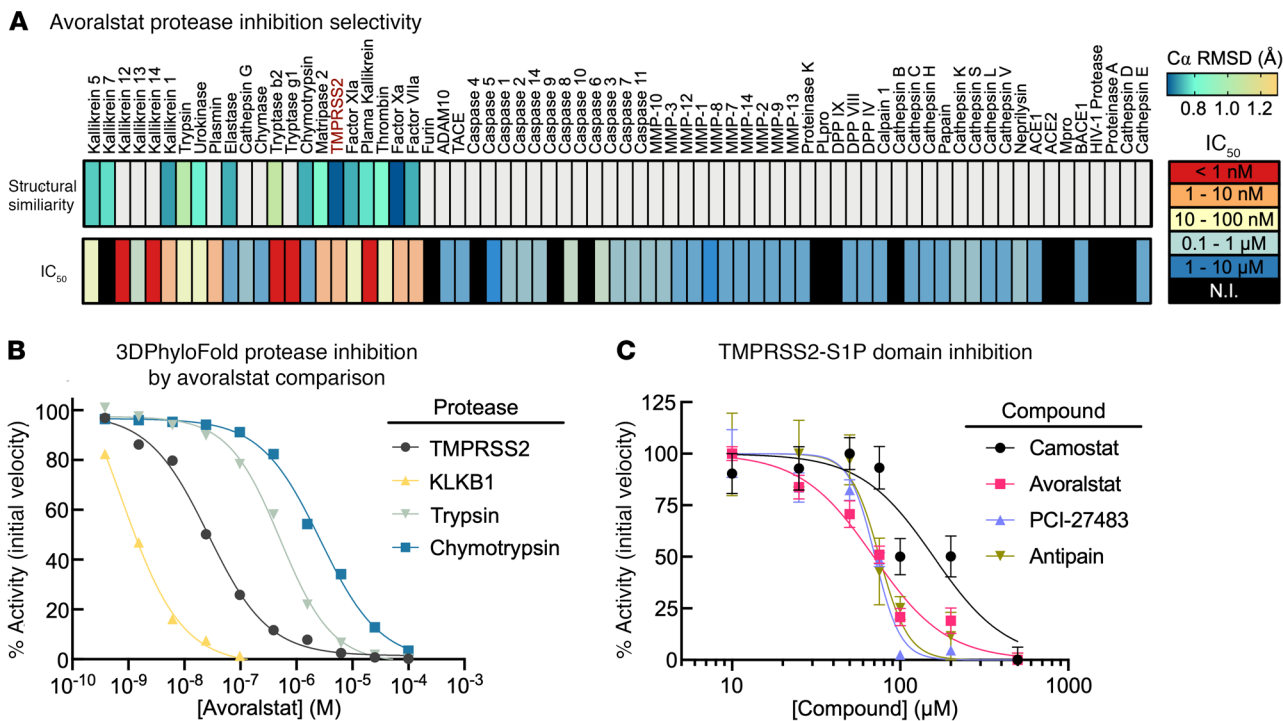 A Avoralstat protease inhibition selectivity
Kallikrein 5
Kallikrein 7
Kallikrein 12
Kallikrein 13
Kallikrein 14
Kallikrein 1
Trypsin
Urokinase
Plasmin
Elastase
Cathepsin G
Chymase
Tryptase b2
Tryptase g1
Chymotrypsin
Matriptase 2
TMPRSS2
Factor XIa
Plama Kallikrein
Thrombin
Factor Xa
Factor VIIa
Furin
ADAM10
TACE
Caspase 4
Caspase 5
Caspase 1
Caspase 2
Caspase 14
Caspase 9
Caspase 8
Caspase 10
Caspase 6
Caspase 3
Caspase 7
Caspase 11
MMP-10
MMP-3
MMP-12
MMP-1
MMP-8
MMP-7
MMP-14
MMP-2
MMP-9
MMP-13
Proteinase K
PLpro
DPP IX
DPP VIII
DPP IV
Calpain 1
Cathepsin B
Cathepsin C
Cathepsin H
Papain
Cathepsin K
Cathepsin S
Cathepsin L
Cathepsin V
Neprilysin
ACE1
ACE2
Mpro
BACE1
HIV-1 Protease
Proteinase A
Cathepsin D
Cathepsin E
Cα RMSD (Å)
0.8 1.0 1.2
Structural
similiarity
IC50
IC50
< 1 nM
1 - 10 nM
10 - 100 nM
0.1 - 1 µM
1 - 10 µM
N.I.
B 3DPhyloFold protease inhibition
by avoralstat comparison
% Activity (initial velocity)
100
80
60
40
20
0
10-10 10-9 10-8 10-7 10-6 10-5 10-4 10-3
[Avoralstat] (M)
Protease
TMPRSS2
KLKB1
Trypsin
Chymotrypsin
C TMPRSS2-S1P domain inhibition
% Activity (initial velocity)
125
100
75
50
25
0
10 100 1000
[Compound] (µM)
Compound
Camostat
Avoralstat
PCI-27483
Antipain